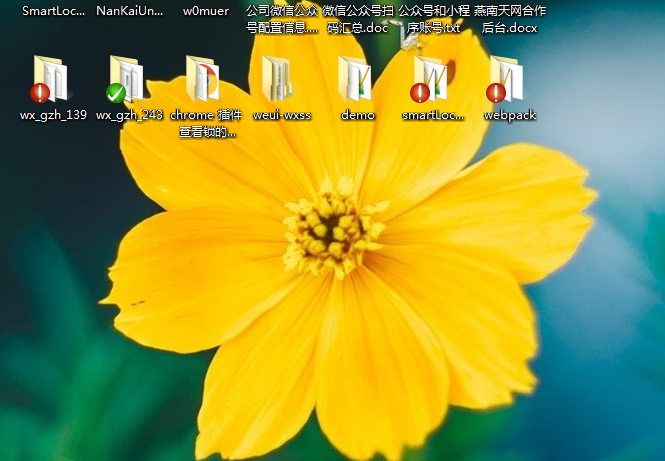 SmartLoc... NanKaiUn... w0muer 公司微信公众 微信公众号扫 公众号和小程 燕南天网合作
号配置信息.... 码汇总.doc 序账号.txt 后台.docx
wx_gzh_139 wx_gzh_243 chrome 插件 weui-wxss demo smartLoc... webpack
查看锁的...